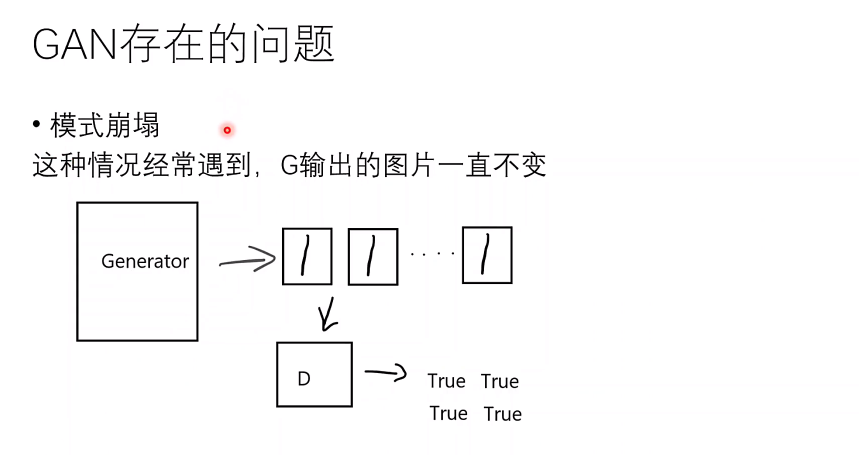 GAN存在的问题
• 模式崩塌
这种情况经常遇到，G输出的图片一直不变
Generator
1 1 ····· 1
D
True True
True True